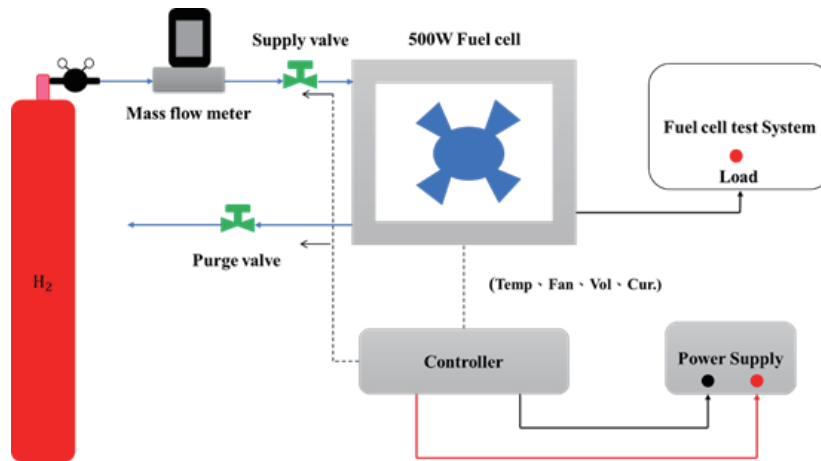 Supply valve
500W Fuel cell
Mass flow meter
Fuel cell test System
Load
Purge valve
H₂
(Temp、Fan、Vol、Cur.)
Controller
Power Supply